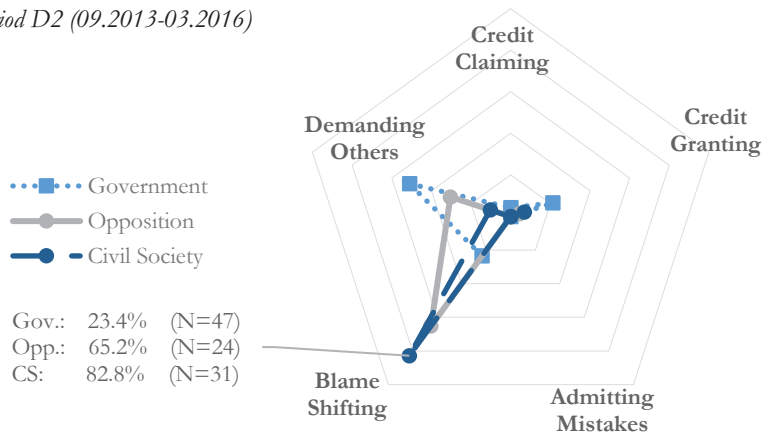 iod D2 (09.2013-03.2016)
Credit
Claiming
Credit
Granting
Demanding
Others
Government
Opposition
Civil Society
Gov.: 23.4% (N=47)
Opp.: 65.2% (N=24)
CS: 82.8% (N=31)
Blame
Shifting
Admitting
Mistakes